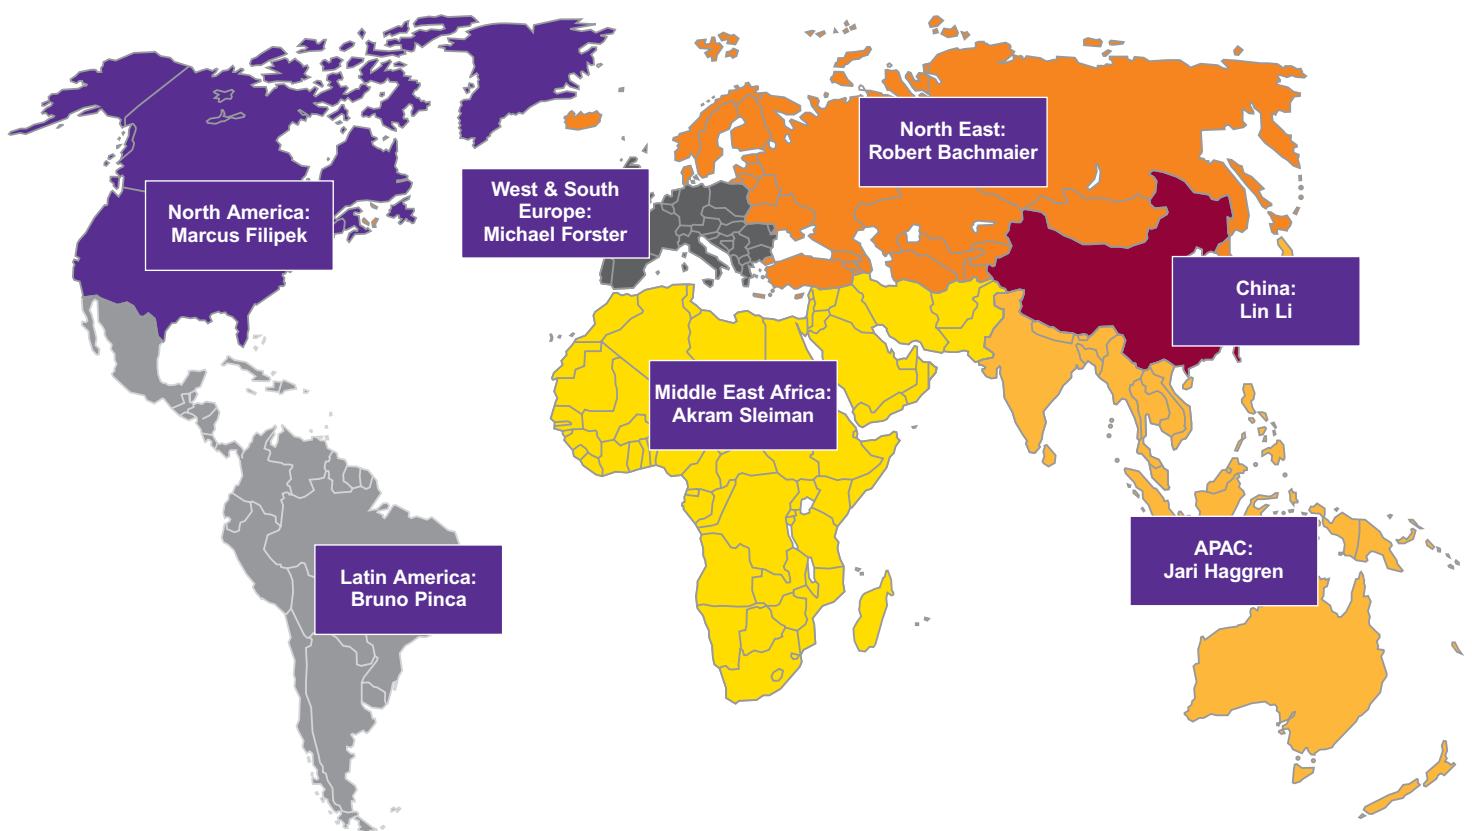 North East:
Robert Bachmaier
West & South
Europe:
Michael Forster
North America:
Marcus Filipek
China:
Lin Li
Middle East Africa:
Akram Sleiman
APAC:
Jari Haggren
Latin America:
Bruno Pinca